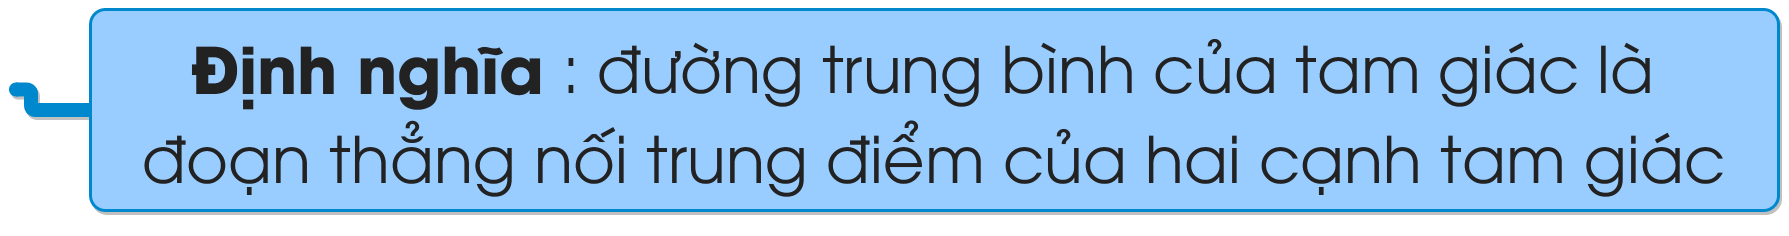 Định nghĩa : đường trung bình của tam giác là
đoạn thẳng nối trung điểm của hai cạnh tam giác